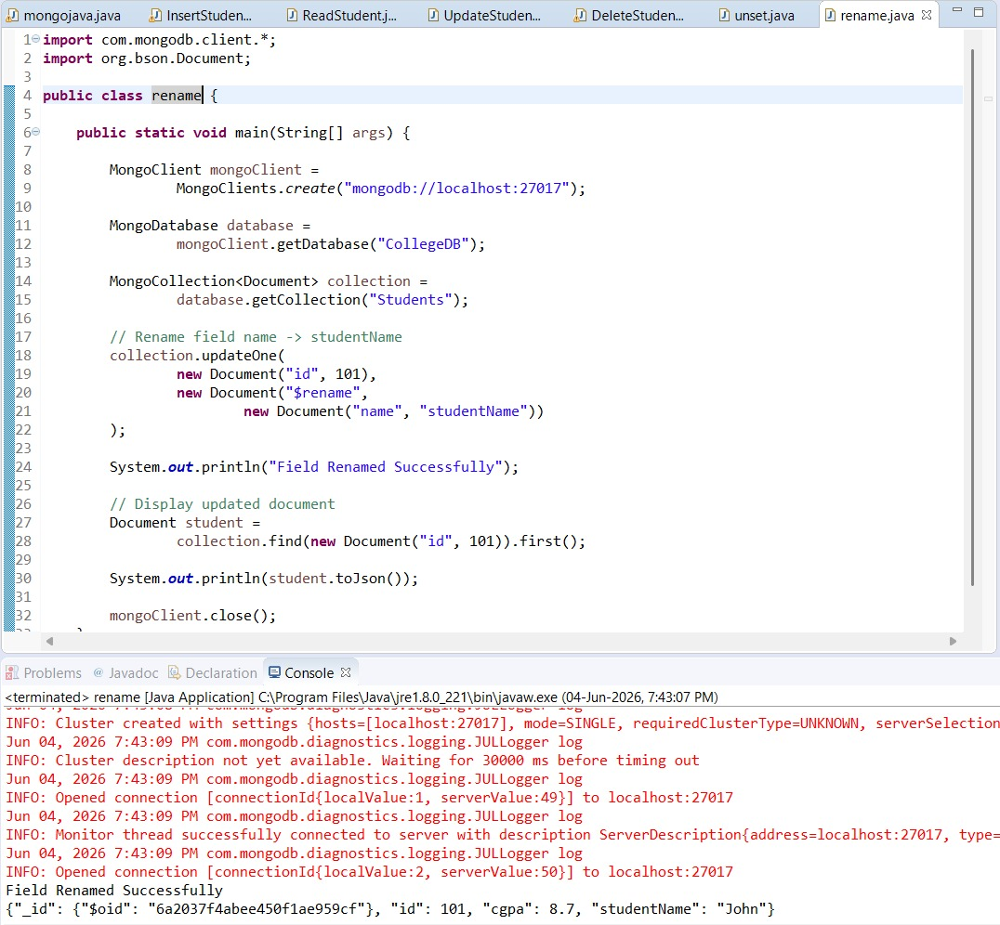 mongojava.java InsertStuden... ReadStudent.j... UpdateStuden... DeleteStuden... unset.java rename.java
1 import com.mongodb.client.*;
2 import org.bson.Document;
3
4 public class rename {
5
6 public static void main(String[] args) {
7
8 MongoClient mongoClient =
9 MongoClients.create("mongodb://localhost:27017");
10
11 MongoDatabase database =
12 mongoClient.getDatabase("CollegeDB");
13
14 MongoCollection<Document> collection =
15 database.getCollection("Students");
16
17 // Rename field name -> studentName
18 collection.updateOne(
19 new Document("id", 101),
20 new Document("$rename",
21 new Document("name", "studentName"))
22 );
23
24 System.out.println("Field Renamed Successfully");
25
26 // Display updated document
27 Document student =
28 collection.find(new Document("id", 101)).first();
29
30 System.out.println(student.toJson());
31
32 mongoClient.close();
Problems @ Javadoc Declaration Console
<terminated> rename [Java Application] C:\Program Files\Java\jre1.8.0_221\bin\javaw.exe (04-Jun-2026, 7:43:07 PM)
INFO: Cluster created with settings {hosts=[localhost:27017], mode=SINGLE, requiredClusterType=UNKNOWN, serverSelection
Jun 04, 2026 7:43:09 PM com.mongodb.diagnostics.logging.JULLogger log
INFO: Cluster description not yet available. Waiting for 30000 ms before timing out
Jun 04, 2026 7:43:09 PM com.mongodb.diagnostics.logging.JULLogger log
INFO: Opened connection [connectionId{localValue:1, serverValue:49}] to localhost:27017
Jun 04, 2026 7:43:09 PM com.mongodb.diagnostics.logging.JULLogger log
INFO: Monitor thread successfully connected to server with description ServerDescription{address=localhost:27017, type=
Jun 04, 2026 7:43:09 PM com.mongodb.diagnostics.logging.JULLogger log
INFO: Opened connection [connectionId{localValue:2, serverValue:50}] to localhost:27017
Field Renamed Successfully
{"_id": {"$oid": "6a2037f4abee450f1ae959cf"}, "id": 101, "cgpa": 8.7, "studentName": "John"}